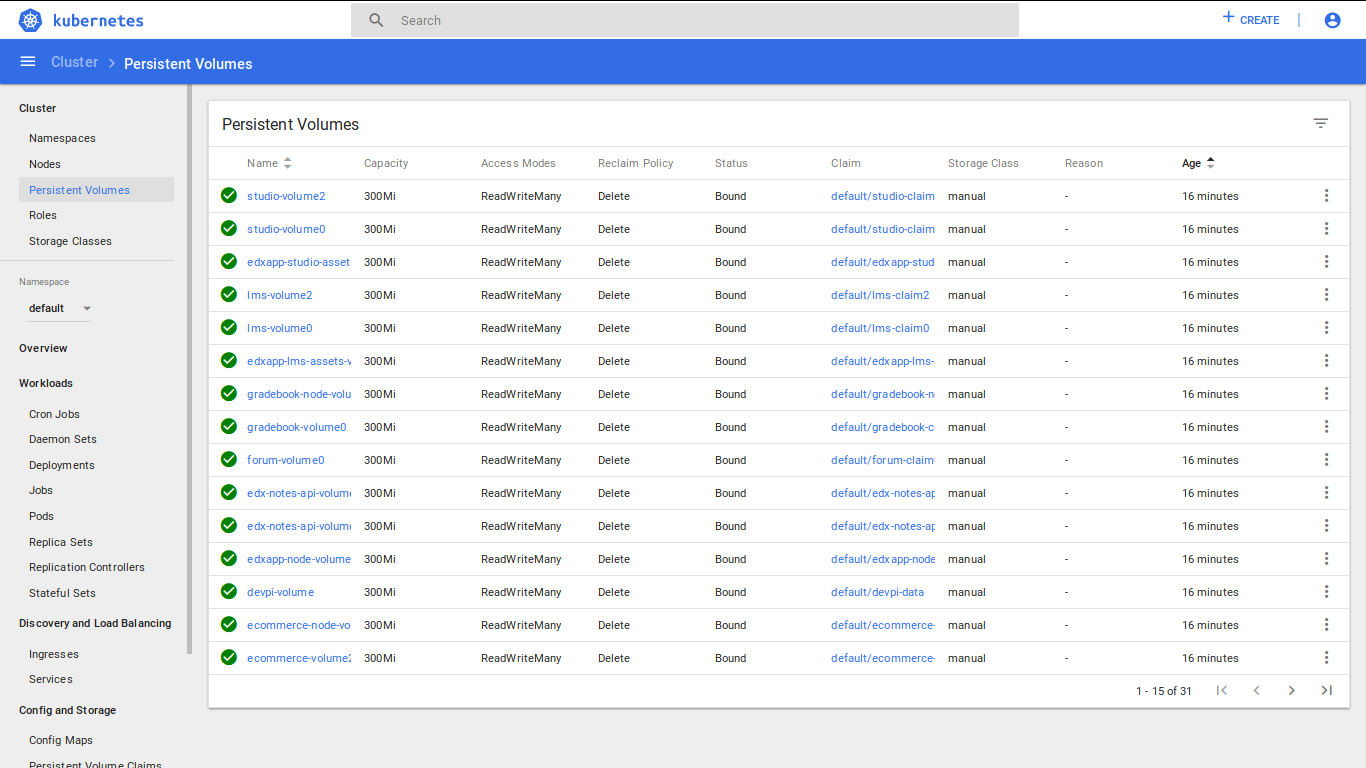 kubernetes
Search
CREATE
Cluster
Persistent Volumes
Cluster
Namespaces
Nodes
Persistent Volumes
Roles
Storage Classes
Namespace
default
Overview
Workloads
Cron Jobs
Daemon Sets
Deployments
Jobs
Pods
Replica Sets
Replication Controllers
Stateful Sets
Discovery and Load Balancing
Ingresses
Services
Config and Storage
Config Maps
Persistent Volume Claims
Persistent Volumes
Name Capacity Access Modes Reclaim Policy Status Claim Storage Class Reason Age
studio-volume2 300Mi ReadWriteMany Delete Bound default/studio-claim manual - 16 minutes
studio-volume0 300Mi ReadWriteMany Delete Bound default/studio-claim manual - 16 minutes
edxapp-studio-asset 300Mi ReadWriteMany Delete Bound default/edxapp-stud manual - 16 minutes
lms-volume2 300Mi ReadWriteMany Delete Bound default/lms-claim2 manual - 16 minutes
lms-volume0 300Mi ReadWriteMany Delete Bound default/lms-claim0 manual - 16 minutes
edxapp-lms-assets-v 300Mi ReadWriteMany Delete Bound default/edxapp-lms- manual - 16 minutes
gradebook-node-volu 300Mi ReadWriteMany Delete Bound default/gradebook-n manual - 16 minutes
gradebook-volume0 300Mi ReadWriteMany Delete Bound default/gradebook-c manual - 16 minutes
forum-volume0 300Mi ReadWriteMany Delete Bound default/forum-claim manual - 16 minutes
edx-notes-api-volume 300Mi ReadWriteMany Delete Bound default/edx-notes-ap manual - 16 minutes
edx-notes-api-volume 300Mi ReadWriteMany Delete Bound default/edx-notes-ap manual - 16 minutes
edxapp-node-volume 300Mi ReadWriteMany Delete Bound default/edxapp-node manual - 16 minutes
devpi-volume 300Mi ReadWriteMany Delete Bound default/devpi-data manual - 16 minutes
ecommerce-node-vo 300Mi ReadWriteMany Delete Bound default/ecommerce- manual - 16 minutes
ecommerce-volume2 300Mi ReadWriteMany Delete Bound default/ecommerce- manual - 16 minutes
1 - 15 of 31